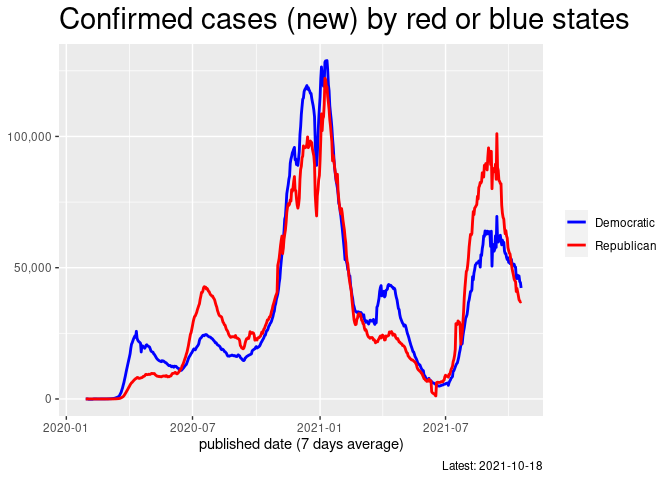 Confirmed cases (new) by red or blue states
100,000
50,000
0
2020-01
2020-07
2021-01
2021-07
published date (7 days average)
Democratic
Republican
Latest: 2021-10-18